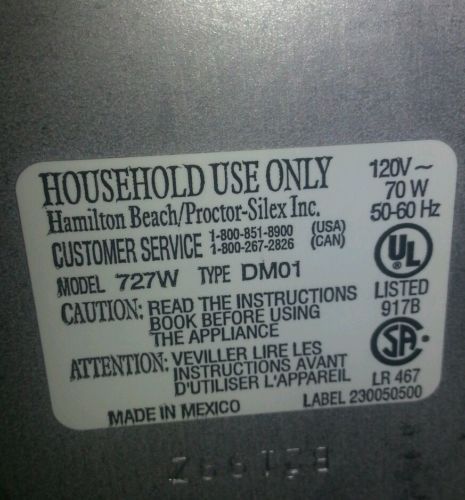 HOUSEHOLD USE ONLY
Hamilton Beach/Proctor-Silex Inc.
CUSTOMER SERVICE 1-800-851-8900 (USA)
1-800-267-2826 (CAN)
MODEL 727W TYPE DM01
CAUTION: READ THE INSTRUCTIONS
BOOK BEFORE USING
THE APPLIANCE
ATTENTION: VEVILLER LIRE LES
INSTRUCTIONS AVANT
D'UTILISER L'APPAREIL
MADE IN MEXICO
120V ~
70 W
50-60 Hz
UL
LISTED
917B
SA
LR 467
LABEL 230050500